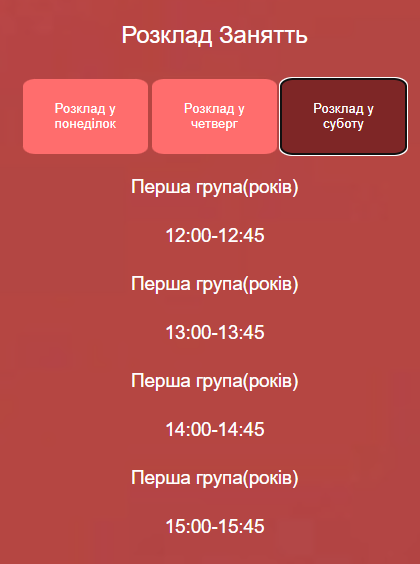 Розклад Занятть
Розклад у
понеділок
Розклад у
четверг
Розклад у
суботу
Перша група(років)
12:00-12:45
Перша група(років)
13:00-13:45
Перша група(років)
14:00-14:45
Перша група(років)
15:00-15:45